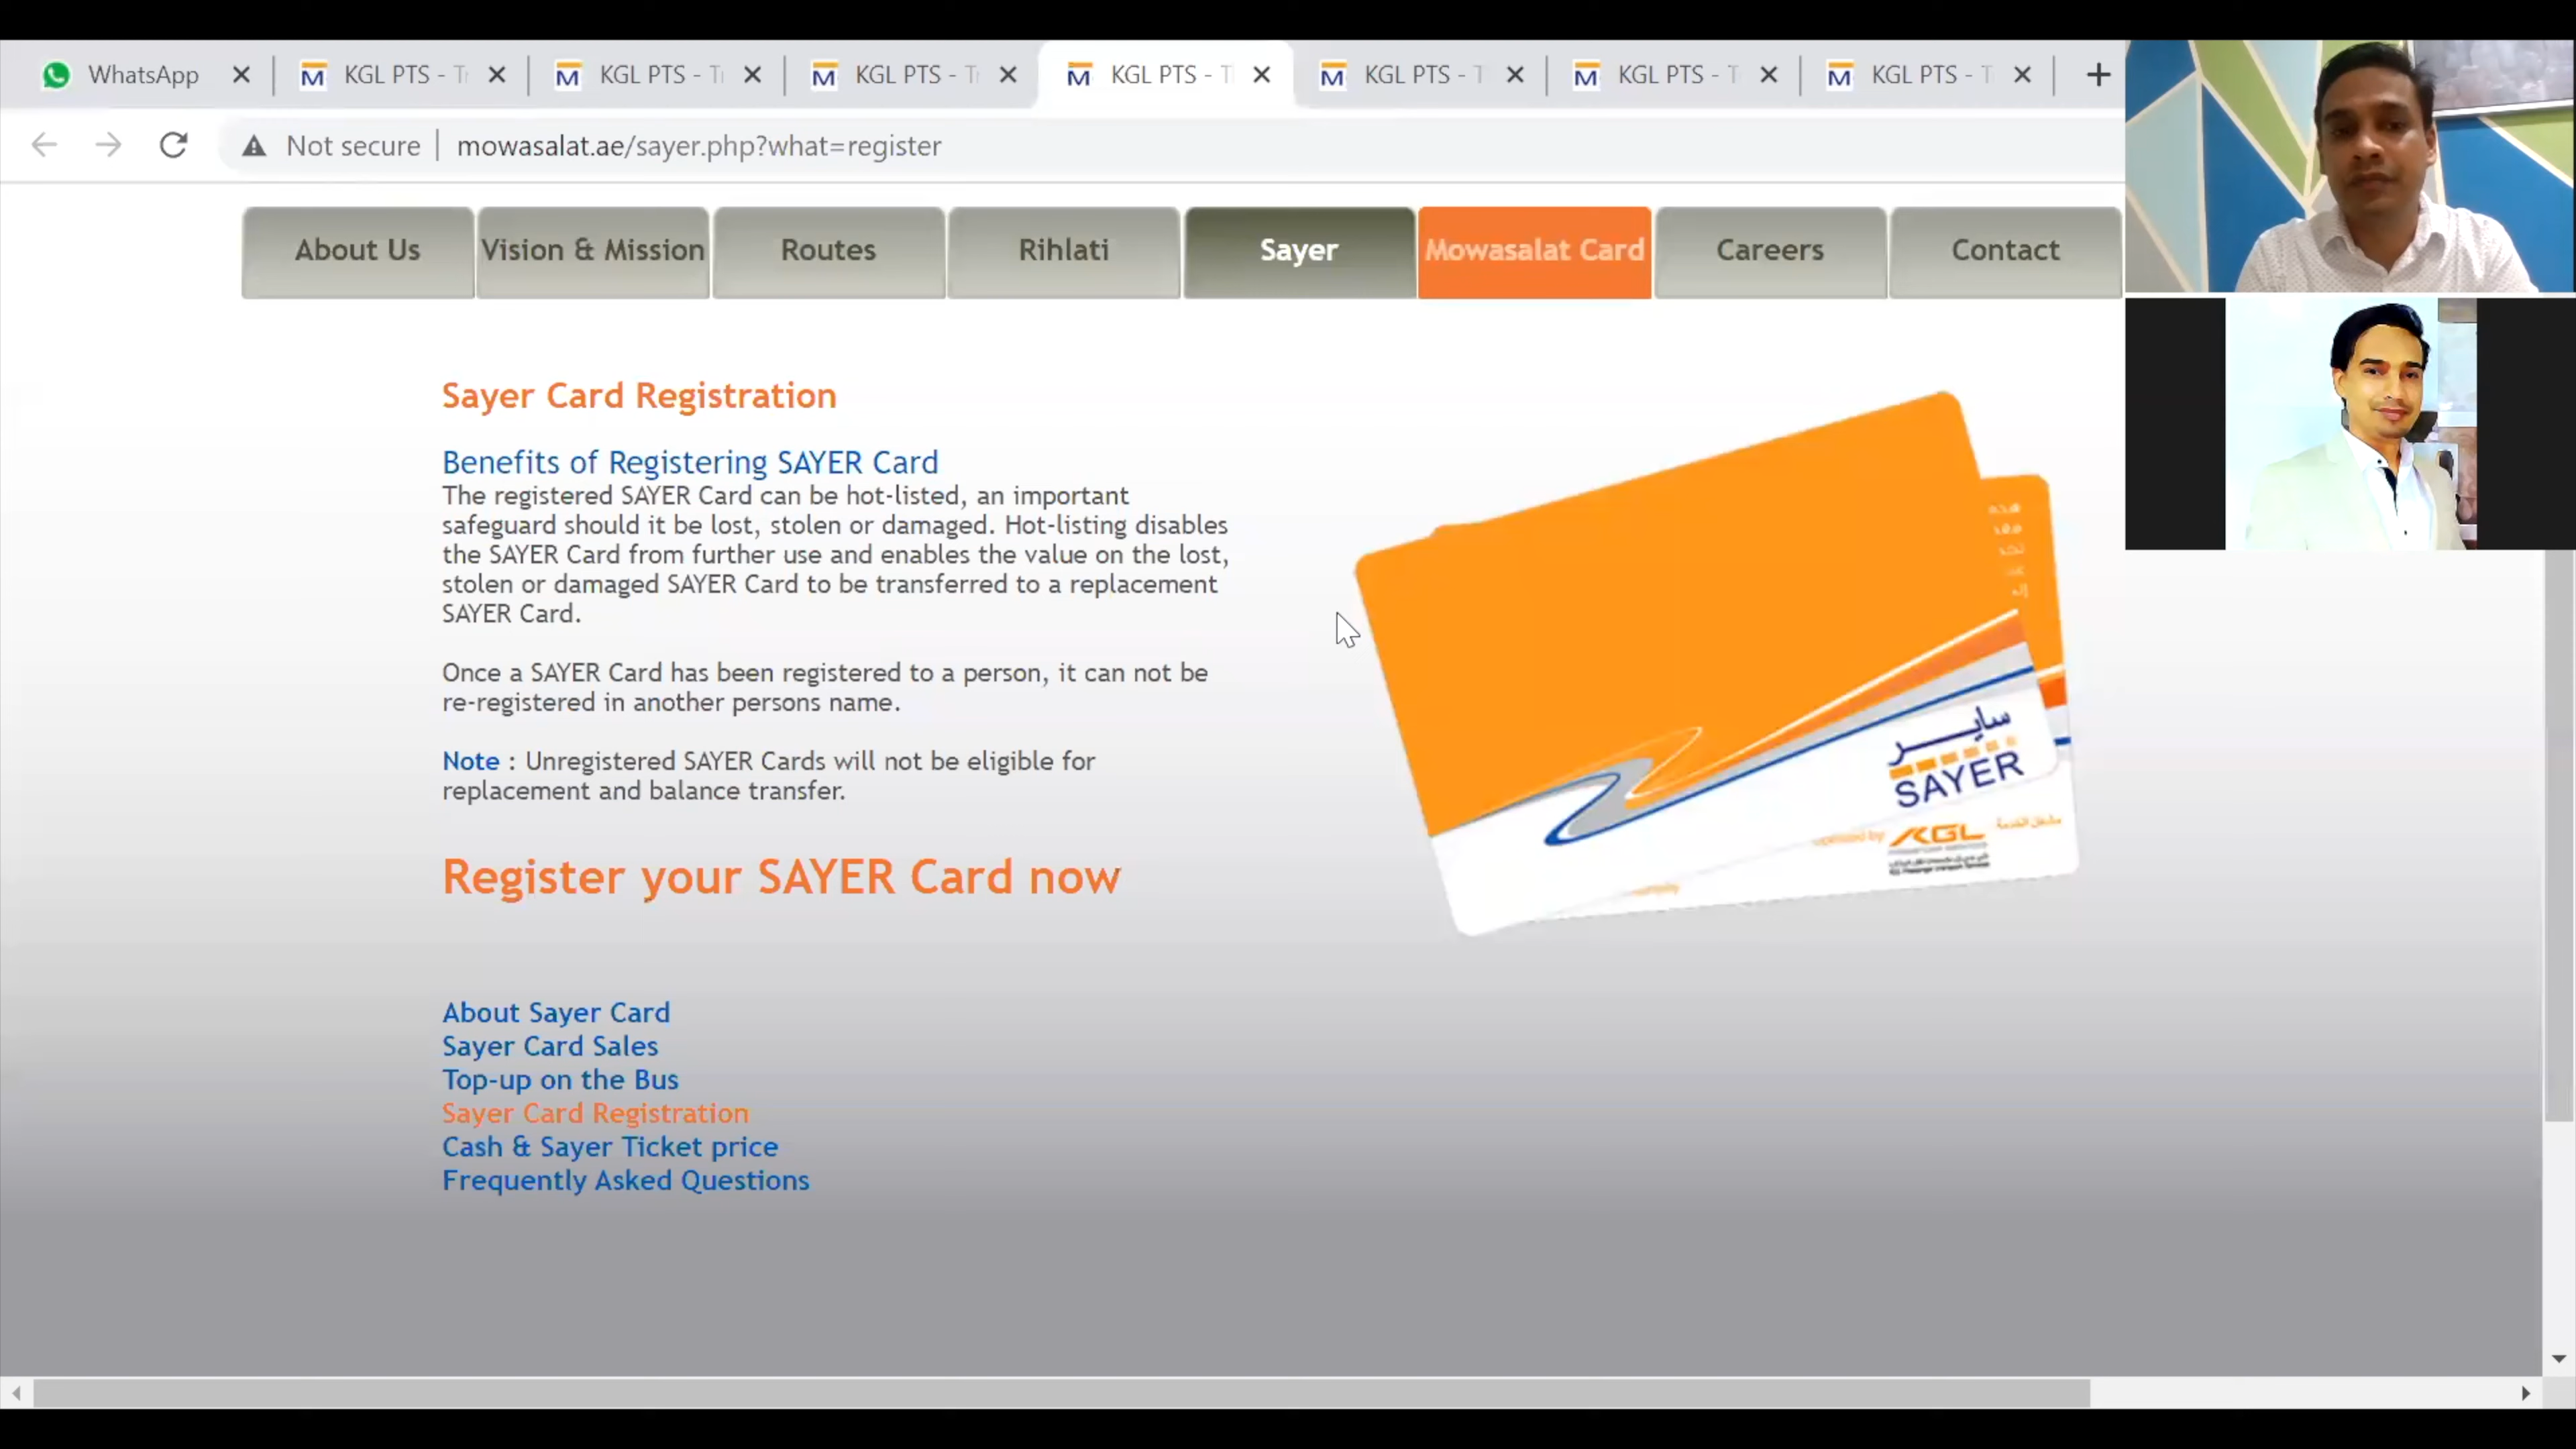 WhatsApp
KGL PTS - Tr
KGL PTS - Tr
KGL PTS - Tr
KGL PTS - T
KGL PTS - T
KGL PTS - T
KGL PTS - T
Not secure
mowasalat.ae/sayer.php?what=register
About Us
Vision & Mission
Routes
Rihlati
Sayer
Mowasalat Card
Careers
Contact
Sayer Card Registration
Benefits of Registering SAYER Card
The registered SAYER Card can be hot-listed, an important
safeguard should it be lost, stolen or damaged. Hot-listing disables
the SAYER Card from further use and enables the value on the lost,
stolen or damaged SAYER Card to be transferred to a replacement
SAYER Card.
Once a SAYER Card has been registered to a person, it can not be
re-registered in another persons name.
Note : Unregistered SAYER Cards will not be eligible for
replacement and balance transfer.
Register your SAYER Card now
About Sayer Card
Sayer Card Sales
Top-up on the Bus
Sayer Card Registration
Cash & Sayer Ticket price
Frequently Asked Questions
ساير
SAYER
KGL